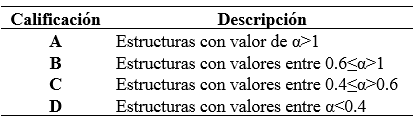 Calificación Descripción
A Estructuras con valor de α>1
B Estructuras con valores entre 0.6≤α>1
C Estructuras con valores entre 0.4≤α>0.6
D Estructuras con valores entre α<0.4